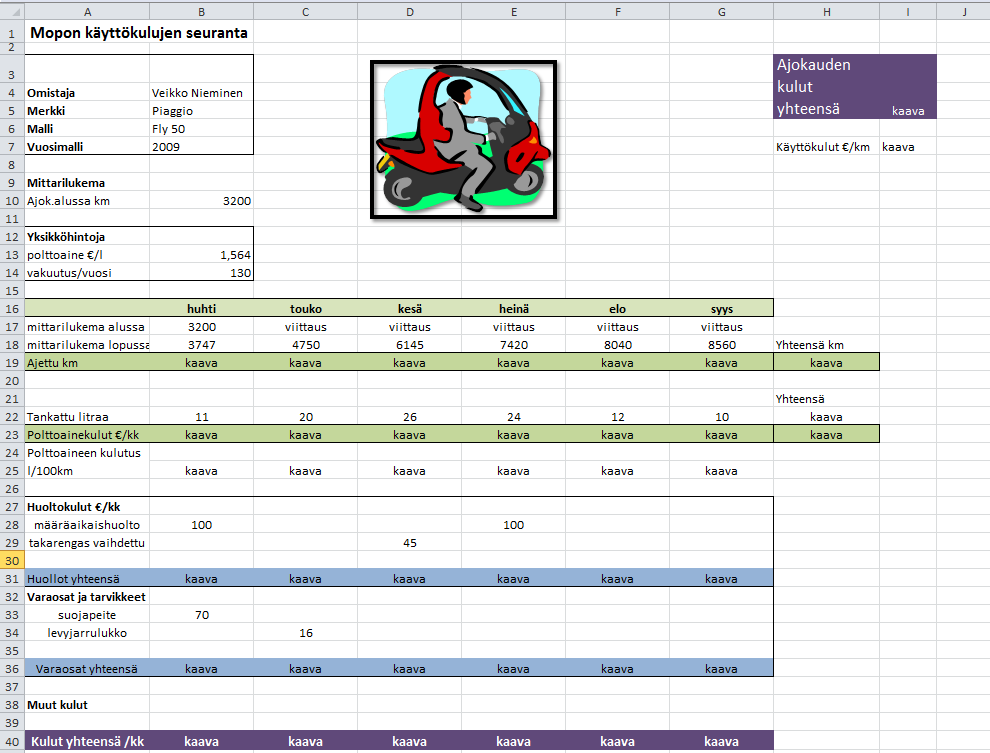 A B C D E F G H I J
1 Mopon käyttökulujen seuranta
2
3 Ajokauden
4 Omistaja Veikko Nieminen kulut
5 Merkki Piaggio yhteensä kaava
6 Malli Fly 50
7 Vuosimalli 2009 Käyttökulut €/km kaava
8
9 Mittarilukema
10 Ajok.alussa km 3200
11
12 Yksikköhintoja
13 polttoaine €/l 1,564
14 vakuutus/vuosi 130
15
16 huhti touko kesä heinä elo syys
17 mittarilukema alussa 3200 viittaus viittaus viittaus viittaus viittaus
18 mittarilukema lopussa 3747 4750 6145 7420 8040 8560 Yhteensä km
19 Ajettu km kaava kaava kaava kaava kaava kaava kaava
20
21 Yhteensä
22 Tankattu litraa 11 20 26 24 12 10 kaava
23 Polttoainekulut €/kk kaava kaava kaava kaava kaava kaava kaava
24 Polttoaineen kulutus
25 l/100km kaava kaava kaava kaava kaava kaava
26
27 Huoltokulut €/kk
28 määräaikaishuolto 100 100
29 takarengas vaihdettu 45
30
31 Huollot yhteensä kaava kaava kaava kaava kaava kaava
32 Varaosat ja tarvikkeet
33 suojapeite 70
34 levyjarrulukko 16
35
36 Varaosat yhteensä kaava kaava kaava kaava kaava kaava
37
38 Muut kulut
39
40 Kulut yhteensä /kk kaava kaava kaava kaava kaava kaava